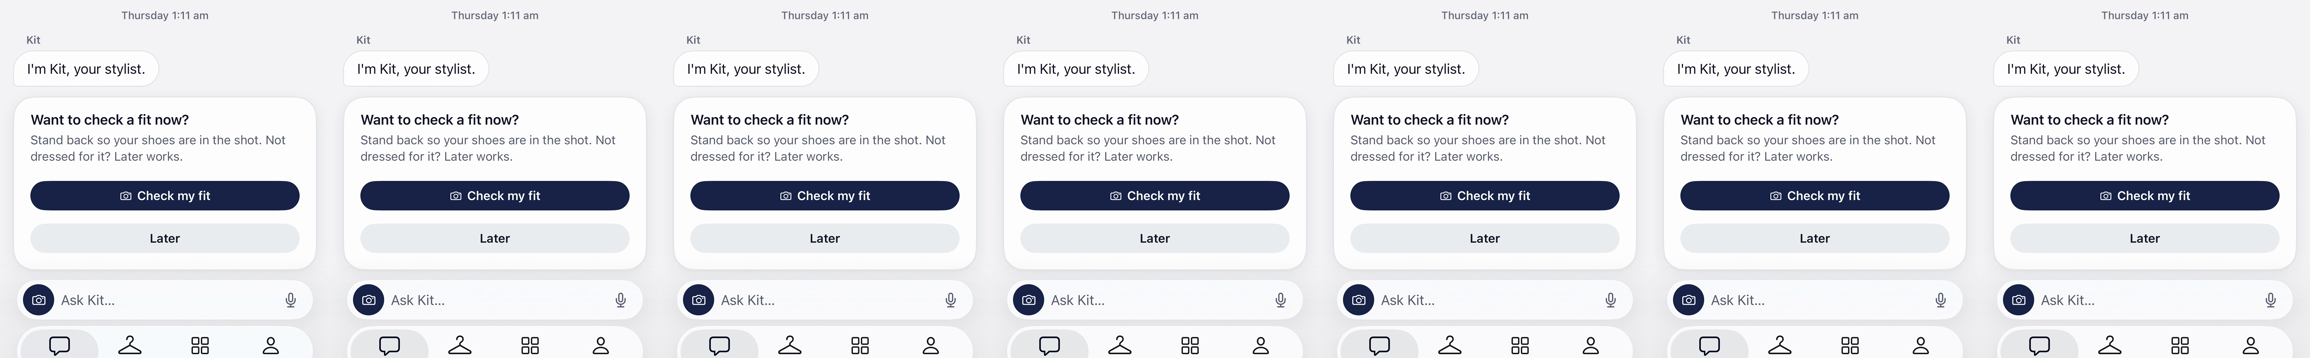 Thursday 1:11 am
Kit
I'm Kit, your stylist.
Want to check a fit now?
Stand back so your shoes are in the shot. Not
dressed for it? Later works.
Check my fit
Later
Ask Kit...
Thursday 1:11 am
Kit
I'm Kit, your stylist.
Want to check a fit now?
Stand back so your shoes are in the shot. Not
dressed for it? Later works.
Check my fit
Later
Ask Kit...
Thursday 1:11 am
Kit
I'm Kit, your stylist.
Want to check a fit now?
Stand back so your shoes are in the shot. Not
dressed for it? Later works.
Check my fit
Later
Ask Kit...
Thursday 1:11 am
Kit
I'm Kit, your stylist.
Want to check a fit now?
Stand back so your shoes are in the shot. Not
dressed for it? Later works.
Check my fit
Later
Ask Kit...
Thursday 1:11 am
Kit
I'm Kit, your stylist.
Want to check a fit now?
Stand back so your shoes are in the shot. Not
dressed for it? Later works.
Check my fit
Later
Ask Kit...
Thursday 1:11 am
Kit
I'm Kit, your stylist.
Want to check a fit now?
Stand back so your shoes are in the shot. Not
dressed for it? Later works.
Check my fit
Later
Ask Kit...
Thursday 1:11 am
Kit
I'm Kit, your stylist.
Want to check a fit now?
Stand back so your shoes are in the shot. Not
dressed for it? Later works.
Check my fit
Later
Ask Kit...